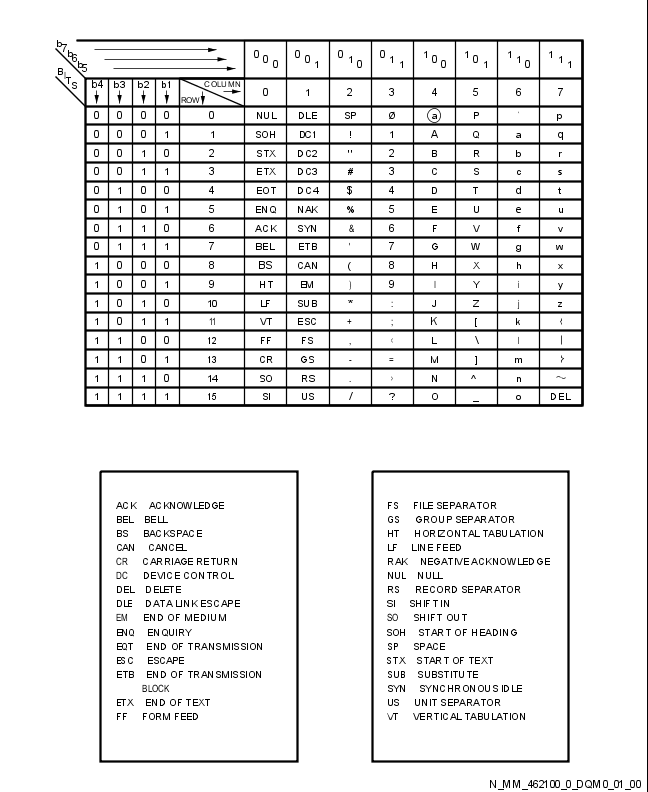 b7 b6 b5
0 0 0 0 0 1 0 1 0 0 1 1 1 0 0 1 0 1 1 1 0 1 1 1
BITS
b4 b3 b2 b1 COLUMN 0 1 2 3 4 5 6 7
ROW
0 0 0 0 0 NUL DLE SP Ø @ P ` p
0 0 0 1 1 SOH DC1 ! 1 A Q a q
0 0 1 0 2 STX DC2 " 2 B R b r
0 0 1 1 3 ETX DC3 # 3 C S c s
0 1 0 0 4 EOT DC4 $ 4 D T d t
0 1 0 1 5 ENQ NAK % 5 E U e u
0 1 1 0 6 ACK SYN & 6 F V f v
0 1 1 1 7 BEL ETB ' 7 G W g w
1 0 0 0 8 BS CAN ( 8 H X h x
1 0 0 1 9 HT EM ) 9 I Y i y
1 0 1 0 10 LF SUB * : J Z j z
1 0 1 1 11 VT ESC + ; K [ k {
1 1 0 0 12 FF FS , < L \ l |
1 1 0 1 13 CR GS - = M ] m }
1 1 1 0 14 SO RS . > N ^ n ~
1 1 1 1 15 SI US / ? O _ o DEL
ACK ACKNOWLEDGE
BEL BELL
BS BACKSPACE
CAN CANCEL
CR CARRIAGE RETURN
DC DEVICE CONTROL
DEL DELETE
DLE DATA LINK ESCAPE
EM END OF MEDIUM
ENQ ENQUIRY
EQT END OF TRANSMISSION
ESC ESCAPE
ETB END OF TRANSMISSION
BLOCK
ETX END OF TEXT
FF FORM FEED
FS FILE SEPARATOR
GS GROUP SEPARATOR
HT HORIZONTAL TABULATION
LF LINE FEED
RAK NEGATIVE ACKNOWLEDGE
NUL NULL
RS RECORD SEPARATOR
SI SHIFT IN
SO SHIFT OUT
SOH START OF HEADING
SP SPACE
STX START OF TEXT
SUB SUBSTITUTE
SYN SYNCHRONOUS IDLE
US UNIT SEPARATOR
VT VERTICAL TABULATION
N_MM_462100_0_DQM0_01_00